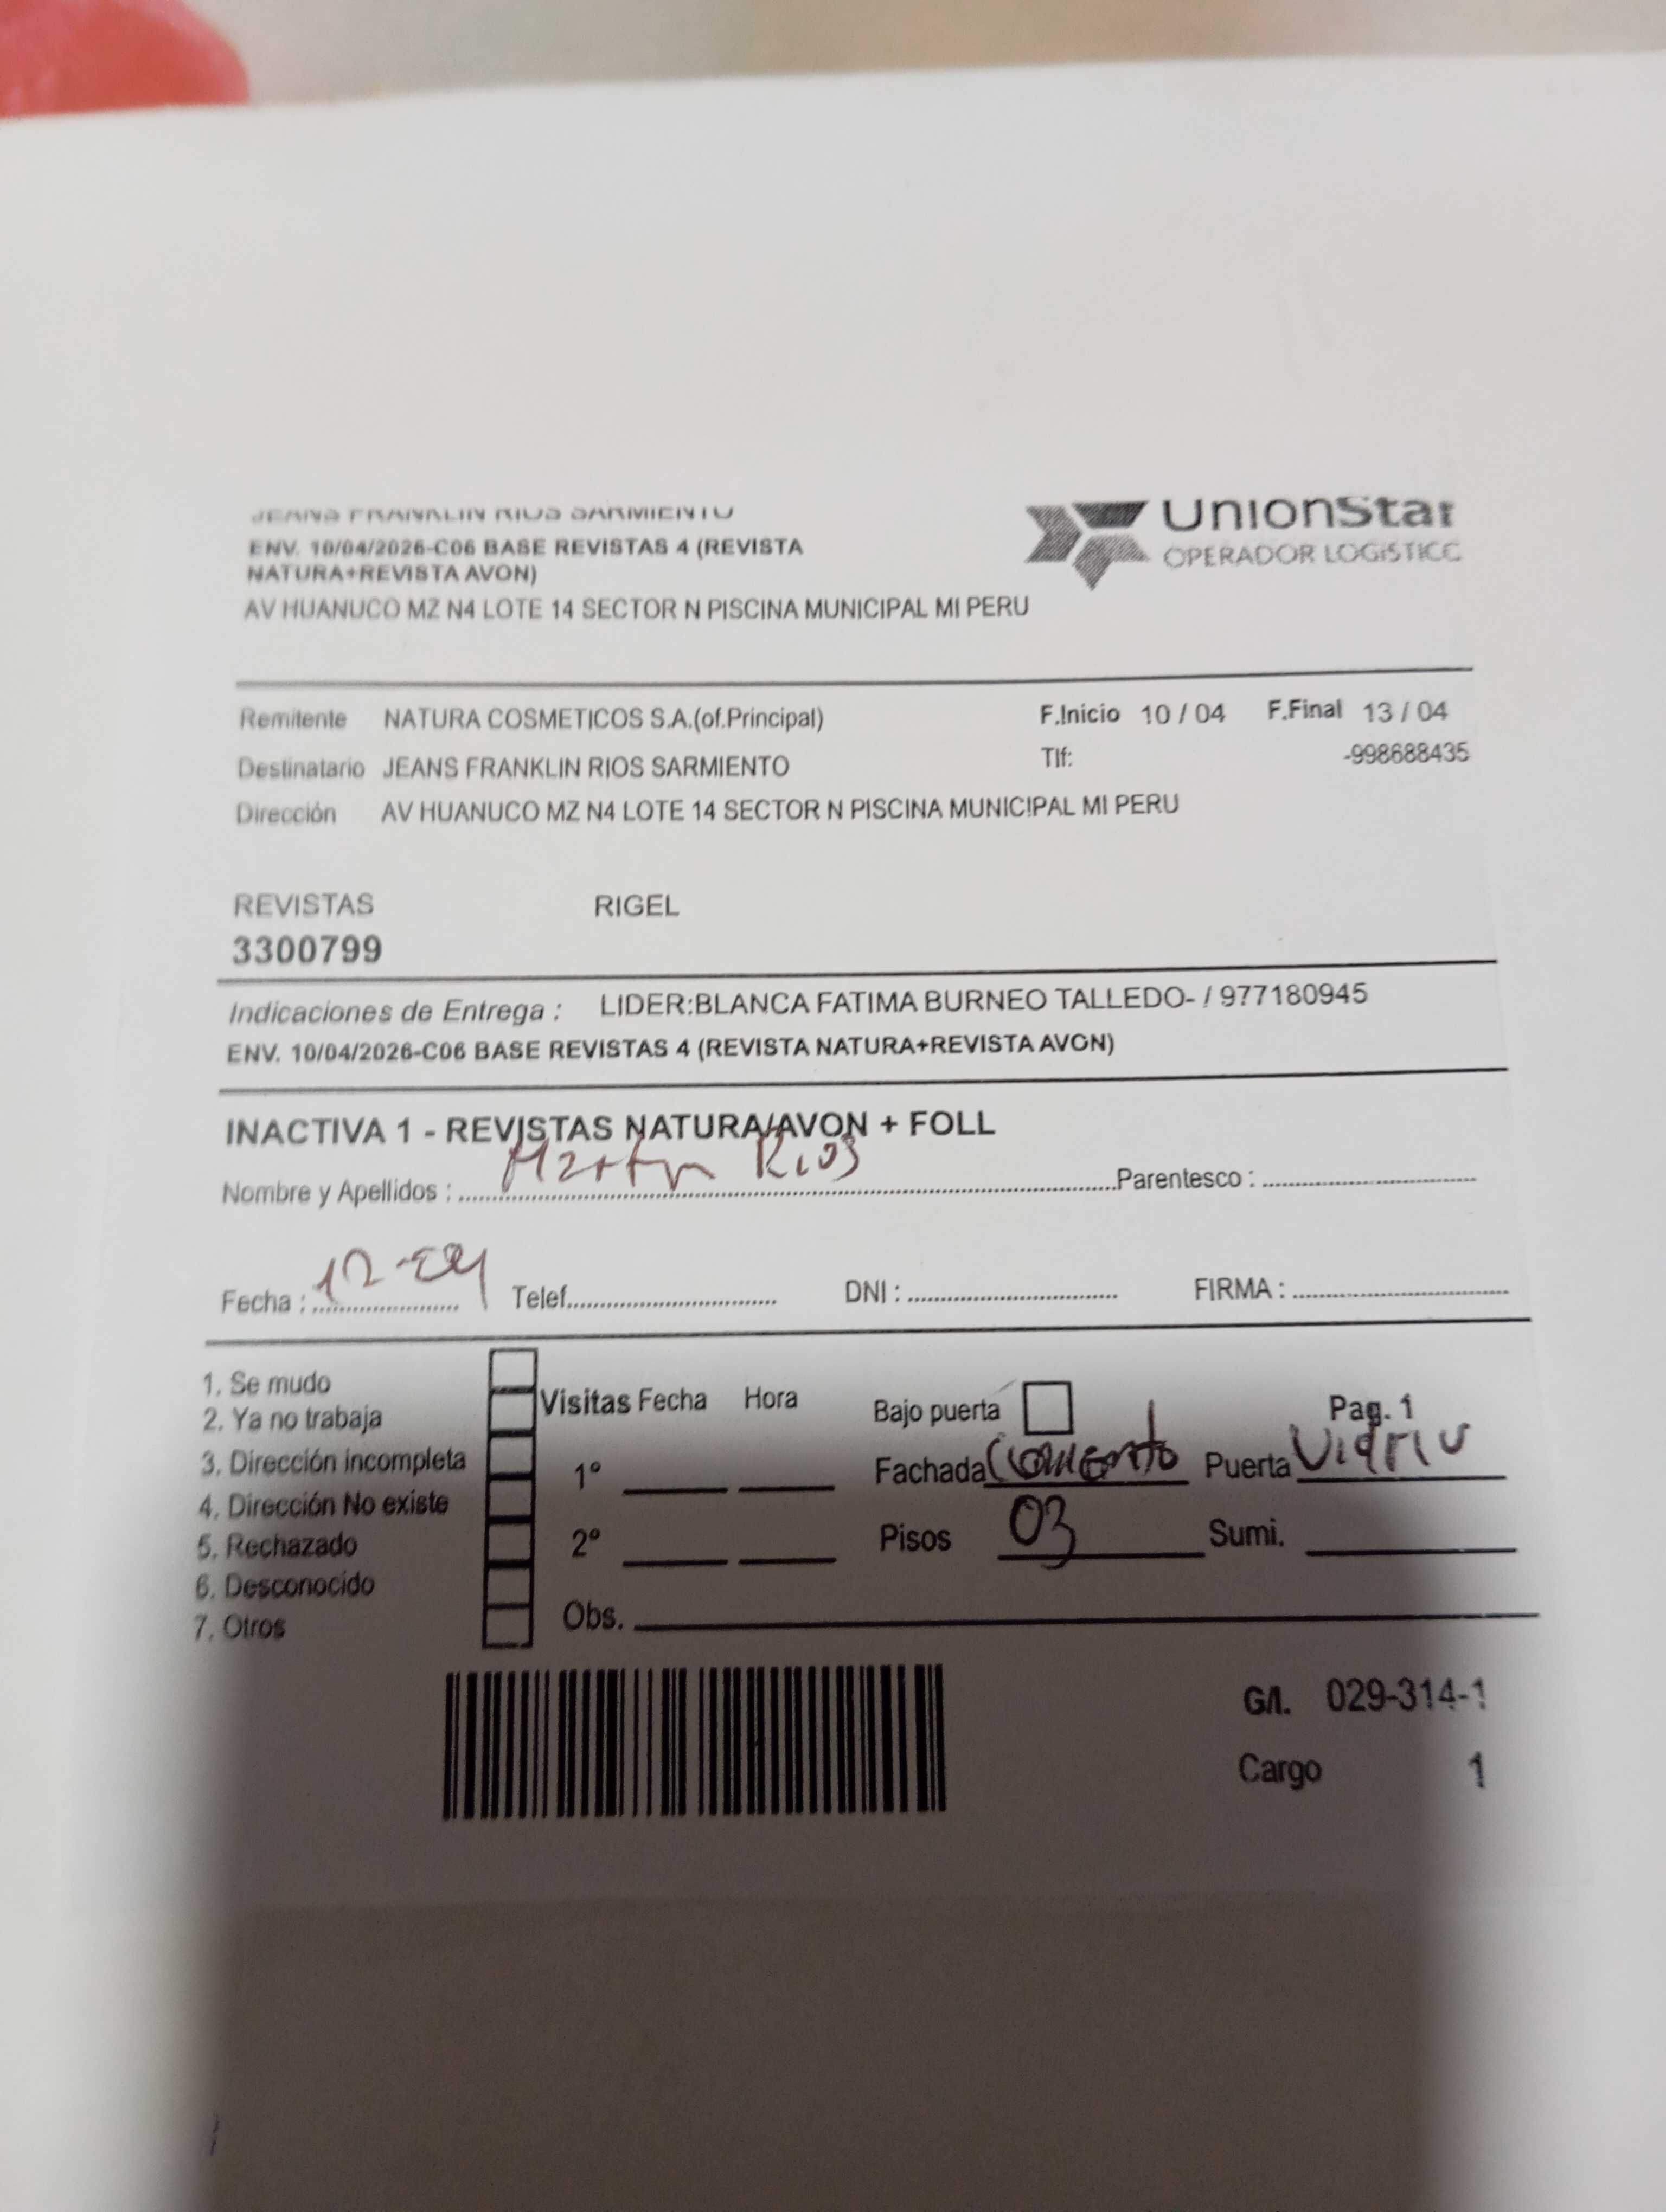 JEANS FRANKLIN RIOS SARMIENTO
UnionStar
ENV. 10/04/2026-C06 BASE REVISTAS 4 (REVISTA
NATURA+REVISTA AVON)
OPERADOR LOGÍSTICO
AV HUANUCO MZ N4 LOTE 14 SECTOR N PISCINA MUNICIPAL MI PERU
Remitente NATURA COSMETICOS S.A.(of.Principal) F.Inicio 10 / 04 F.Final 13 / 04
Destinatario JEANS FRANKLIN RIOS SARMIENTO Tlf: -998688435
Dirección AV HUANUCO MZ N4 LOTE 14 SECTOR N PISCINA MUNICIPAL MI PERU
REVISTAS RIGEL
3300799
Indicaciones de Entrega : LIDER:BLANCA FATIMA BURNEO TALLEDO- / 977180945
ENV. 10/04/2026-C06 BASE REVISTAS 4 (REVISTA NATURA+REVISTA AVON)
INACTIVA 1 - REVISTAS NATURA/AVON + FOLL
Nombre y Apellidos : Martin Rios Parentesco :
Fecha : 12-04 Telef. DNI : FIRMA :
1. Se mudo
2. Ya no trabaja
3. Dirección incompleta
4. Dirección No existe
5. Rechazado
6. Desconocido
7. Otros
Visitas Fecha Hora
1°
2°
Obs.
Bajo puerta Pag. 1
Fachada Cemento Puerta Vidrio
Pisos 03 Sumi.
G/I. 029-314-1
Cargo 1